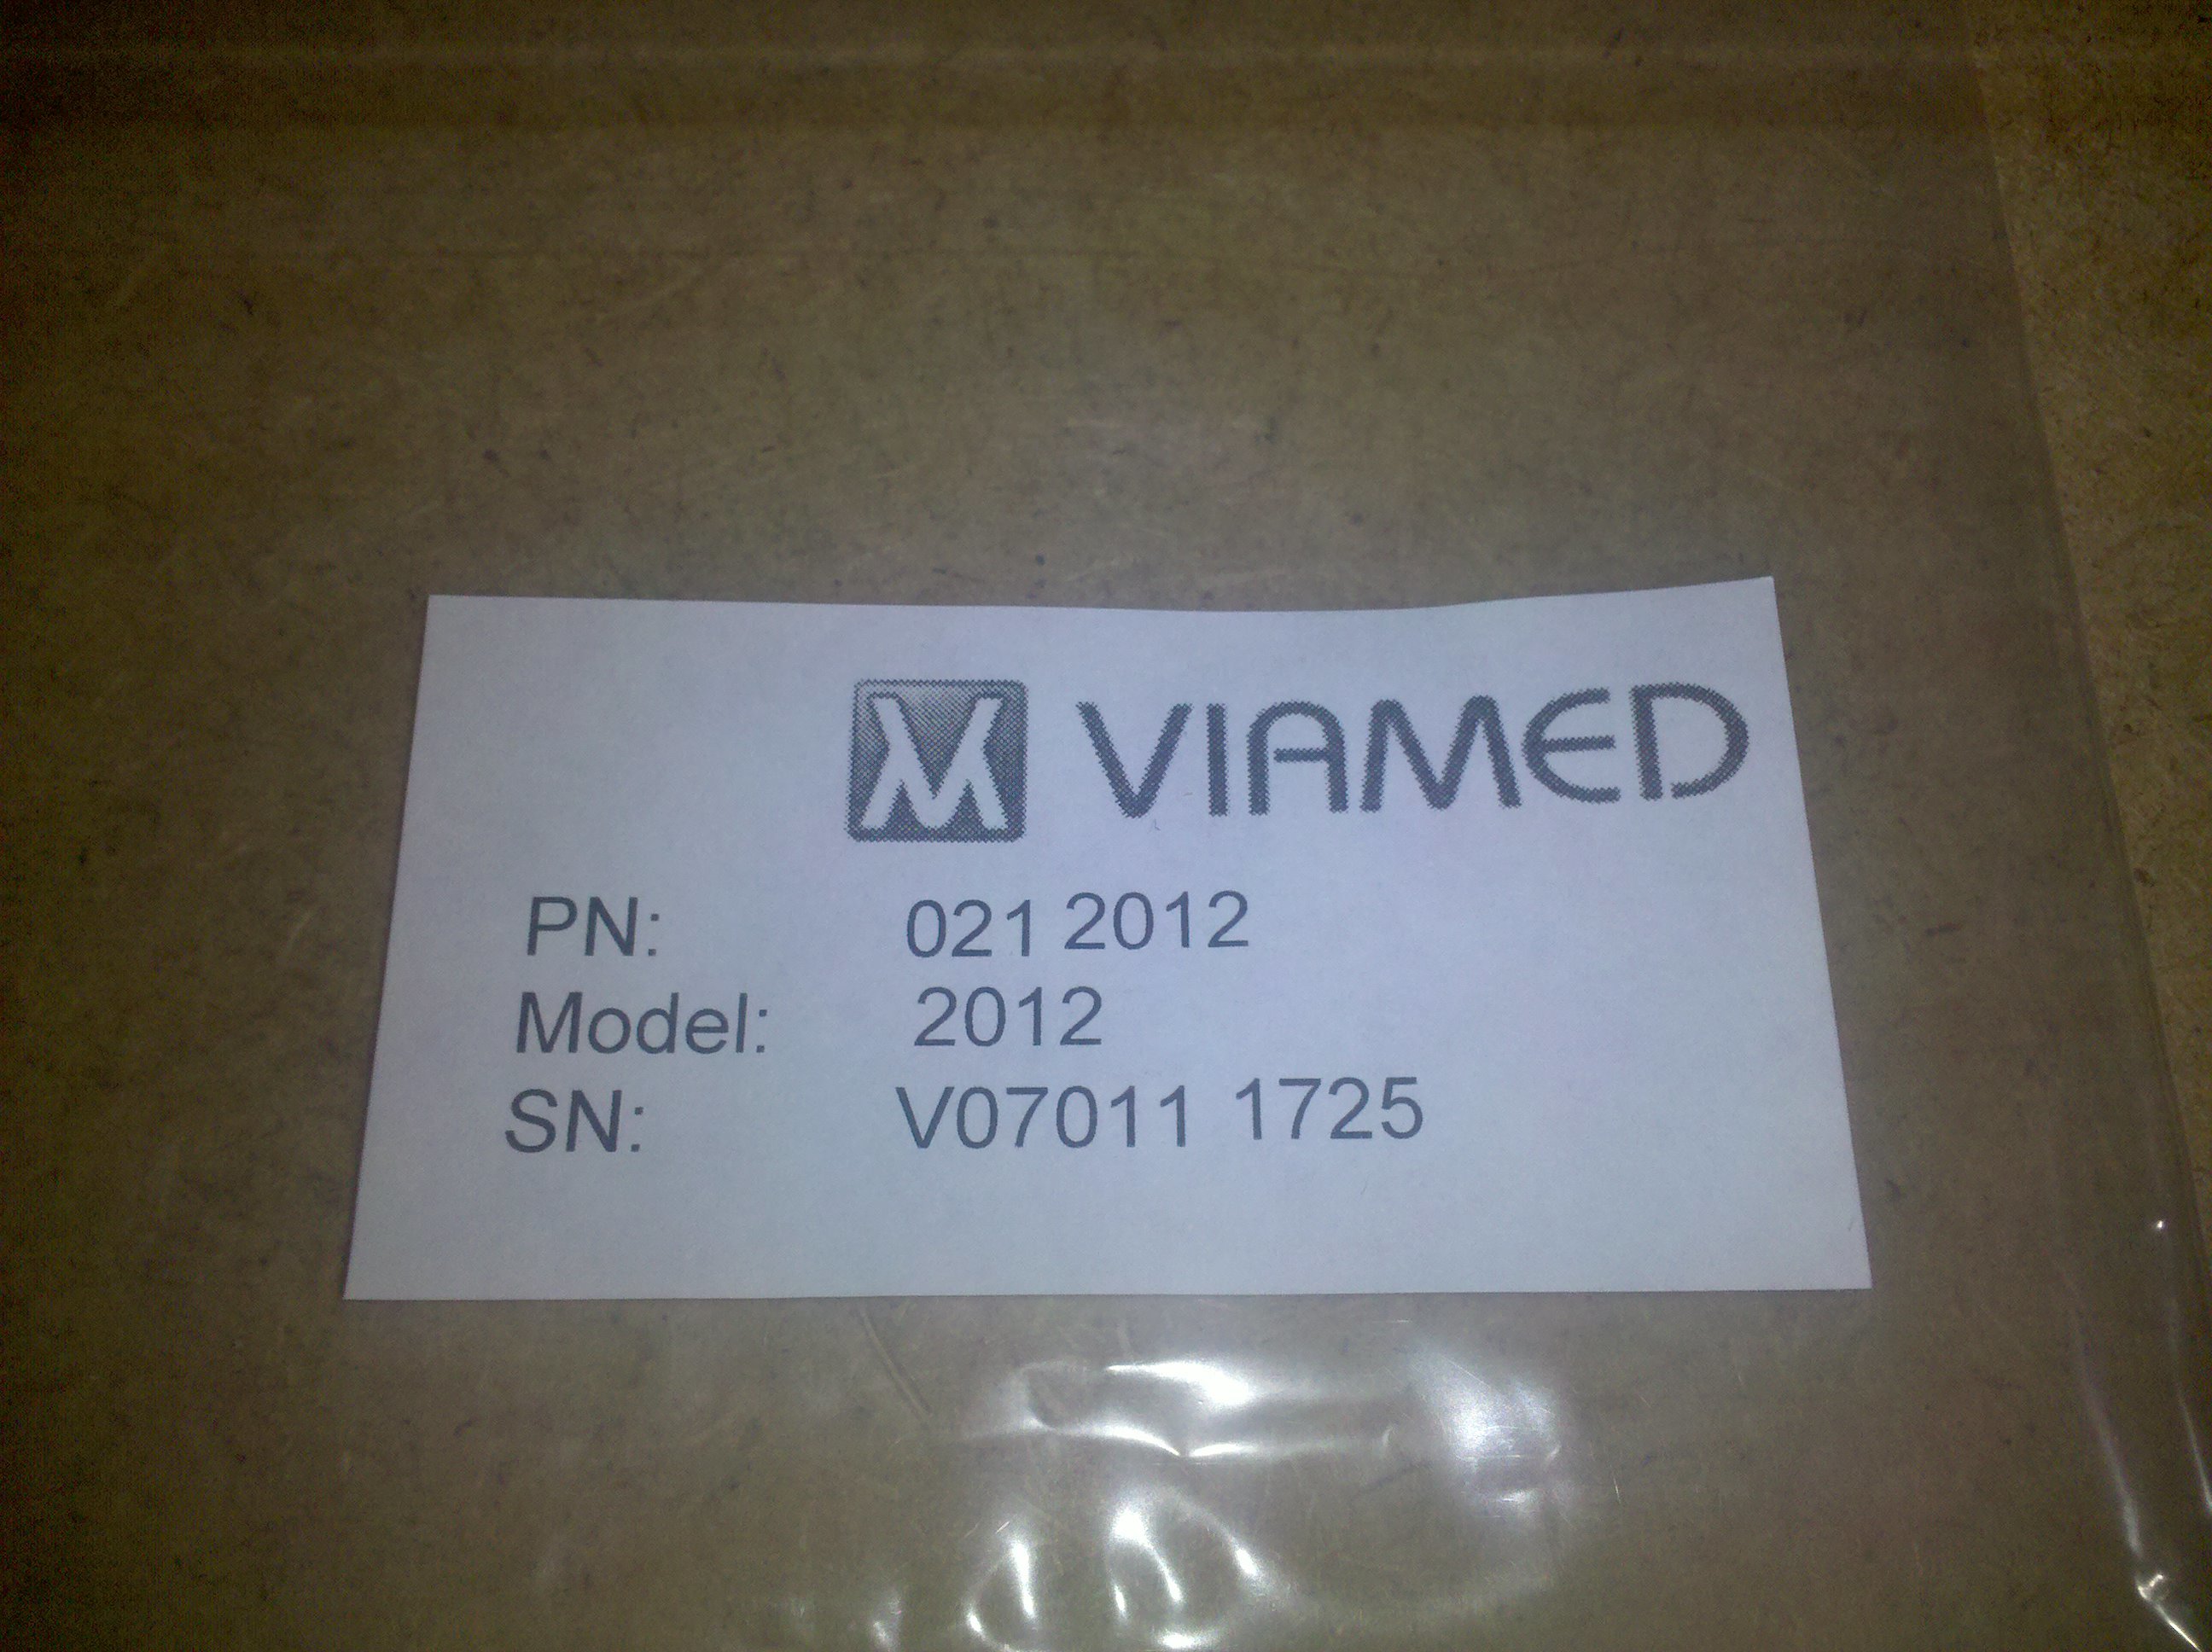 VIAMED
PN: 021 2012
Model: 2012
SN: V07011 1725